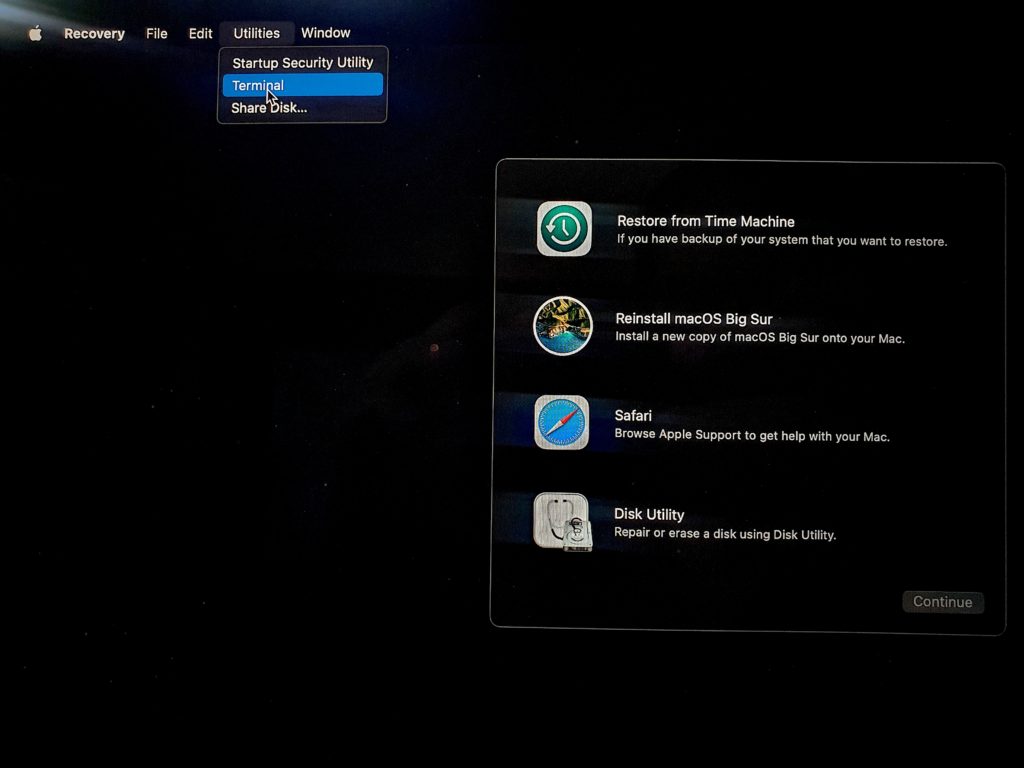 Recovery File Edit Utilities Window
Startup Security Utility
Terminal
Share Disk...
Restore from Time Machine
If you have backup of your system that you want to restore.
Reinstall macOS Big Sur
Install a new copy of macOS Big Sur onto your Mac.
Safari
Browse Apple Support to get help with your Mac.
Disk Utility
Repair or erase a disk using Disk Utility.
Continue